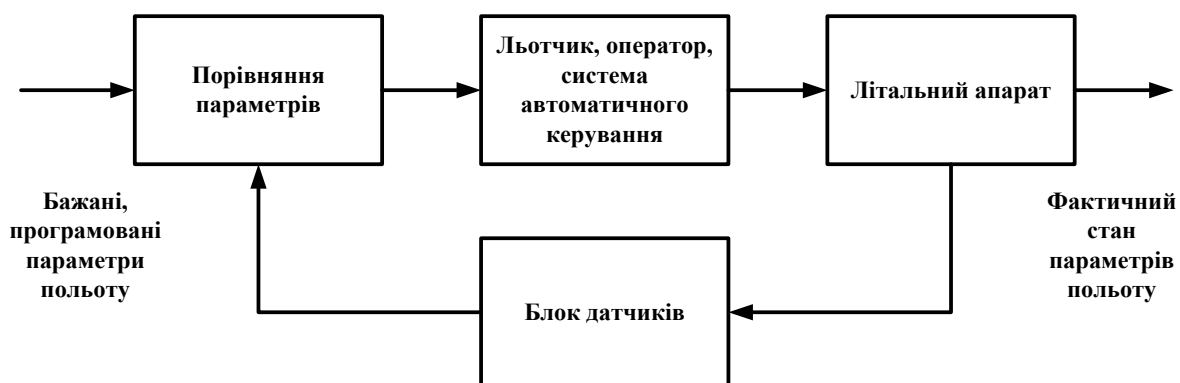 Порівняння
параметрів
Льотчик, оператор,
система
автоматичного
керування
Літальний апарат
Бажані,
програмовані
параметри
польоту
Фактичний
стан
параметрів
польоту
Блок датчиків